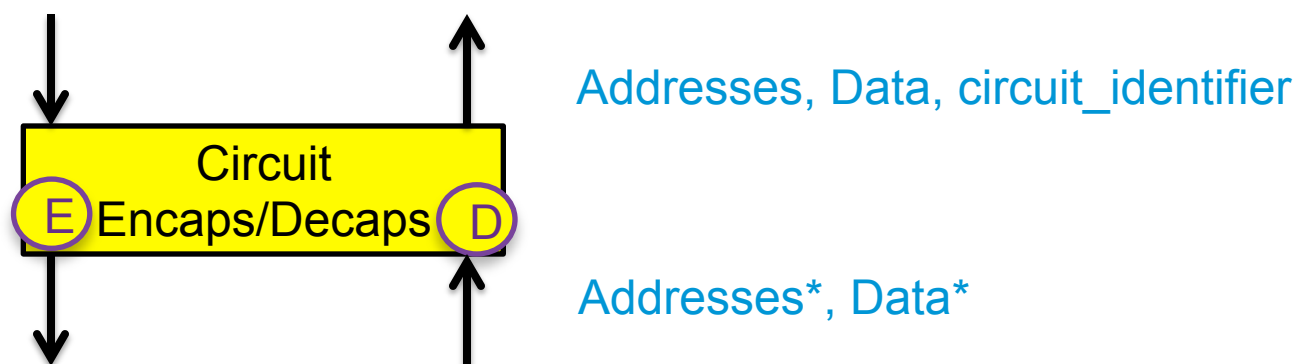 Addresses, Data, circuit_identifier
Circuit
E Encaps/Decaps D
Addresses*, Data*